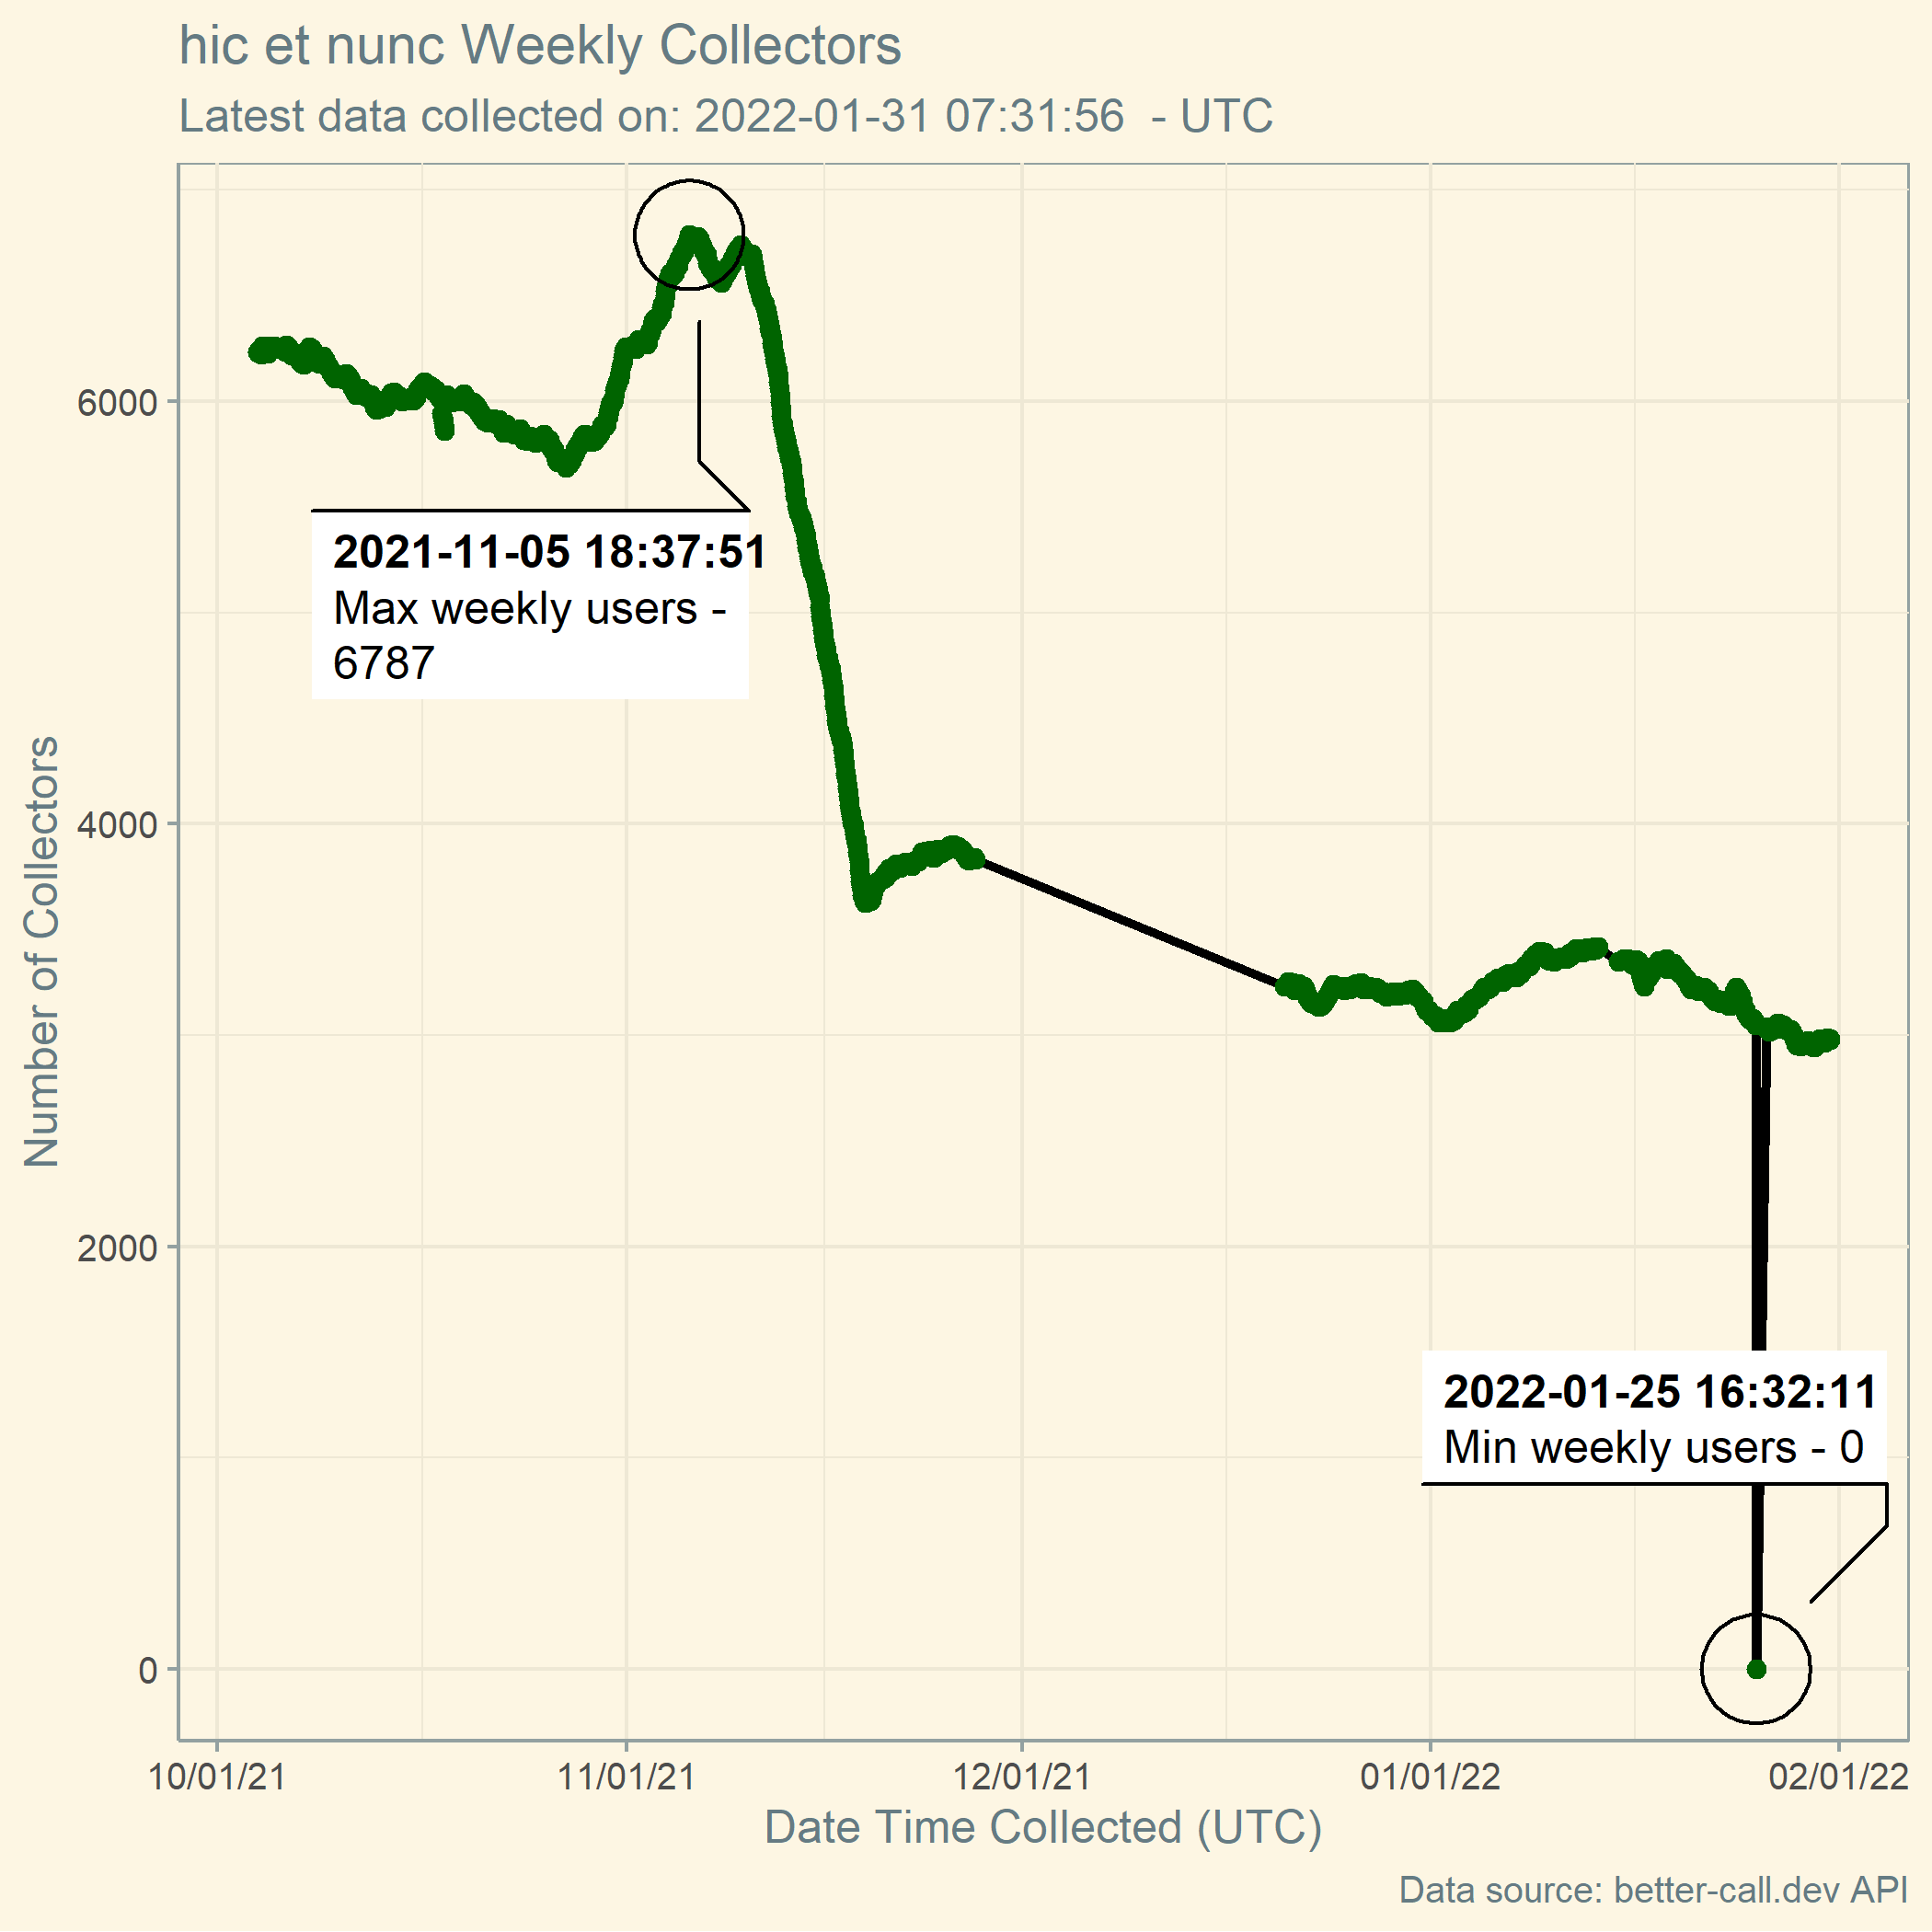 hic et nunc Weekly Collectors
Latest data collected on: 2022-01-31 07:31:56  - UTC
Number of Collectors
6000
4000
2000
0
2021-11-05 18:37:51
Max weekly users -
6787
2022-01-25 16:32:11
Min weekly users - 0
10/01/21
11/01/21
12/01/21
01/01/22
02/01/22
Date Time Collected (UTC)
Data source: better-call.dev API